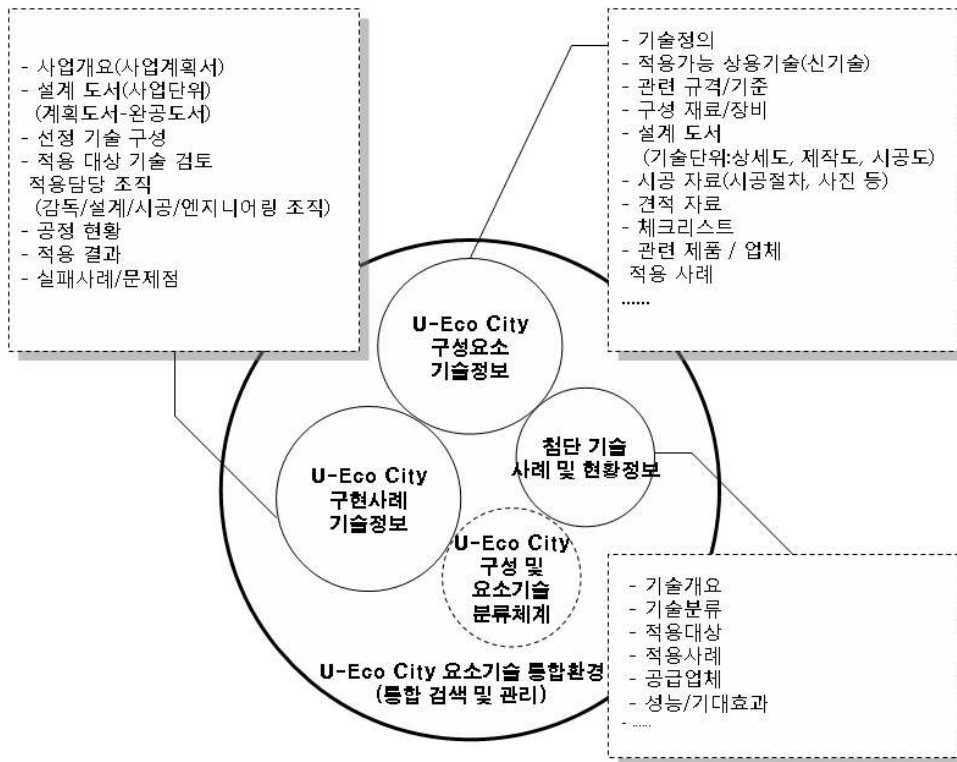 - 사업개요(사업계획서)
- 설계 도서(사업단위)
(계획도서-완공도서)
- 선정 기술 구성
- 적용 대상 기술 검토
적용담당 조직
(감독/설계/시공/엔지니어링 조직)
- 공정 현황
- 적용 결과
- 실패사례/문제점
- 기술정의
- 적용가능 상용기술(신기술)
- 관련 규격/기준
- 구성 재료/장비
- 설계 도서
(기술단위:상세도, 제작도, 시공도)
- 시공 자료(시공절차, 사진 등)
- 견적 자료
- 체크리스트
- 관련 제품 / 업체
적용 사례
......
U-Eco City
구성요소
기술정보
첨단 기술
사례 및 현황정보
U-Eco City
구현사례
기술정보
U-Eco City
구성 및
요소기술
분류체계
U-Eco City 요소기술 통합환경
(통합 검색 및 관리)
- 기술개요
- 기술분류
- 적용대상
- 적용사례
- 공급업체
- 성능/기대효과
- ......